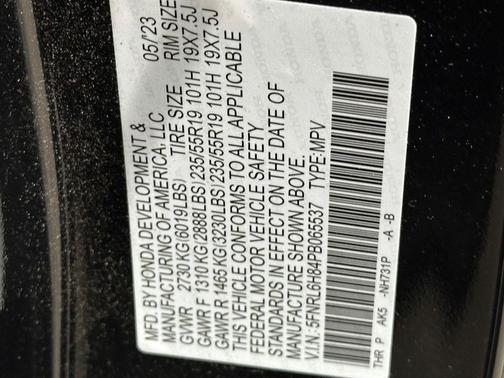 MFD. BY HONDA DEVELOPMENT & 05/'23
MANUFACTURING OF AMERICA, LLC
GVWR 2730 KG(6019LBS) TIRE SIZE RIM SIZE
GAWR F 1310 KG(2888LBS)235/55R19 101H 19X7.5J
GAWR R 1465KG(3230LBS)235/55R19 101H 19X7.5J
THIS VEHICLE CONFORMS TO ALL APPLICABLE
FEDERAL MOTOR VEHICLE SAFETY
STANDARDS IN EFFECT ON THE DATE OF
MANUFACTURE SHOWN ABOVE.
V.I.N.:5FNRL6H84PB065537 TYPE:MPV
THR P AK5 -NH731P -A -B